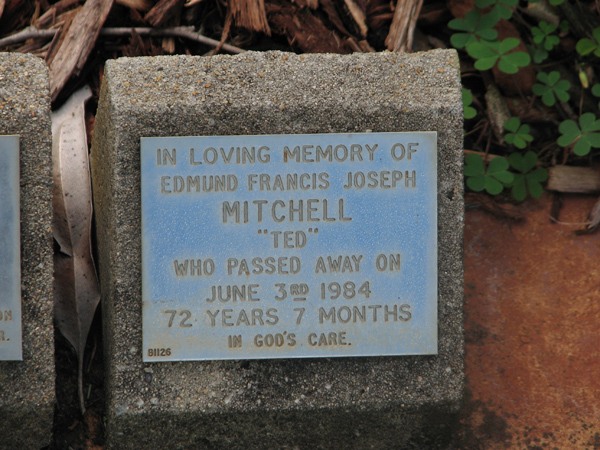 IN LOVING MEMORY OF
EDMUND FRANCIS JOSEPH
MITCHELL
"TED"
WHO PASSED AWAY ON
JUNE 3RD 1984
72 YEARS 7 MONTHS
IN GOD'S CARE.
91126